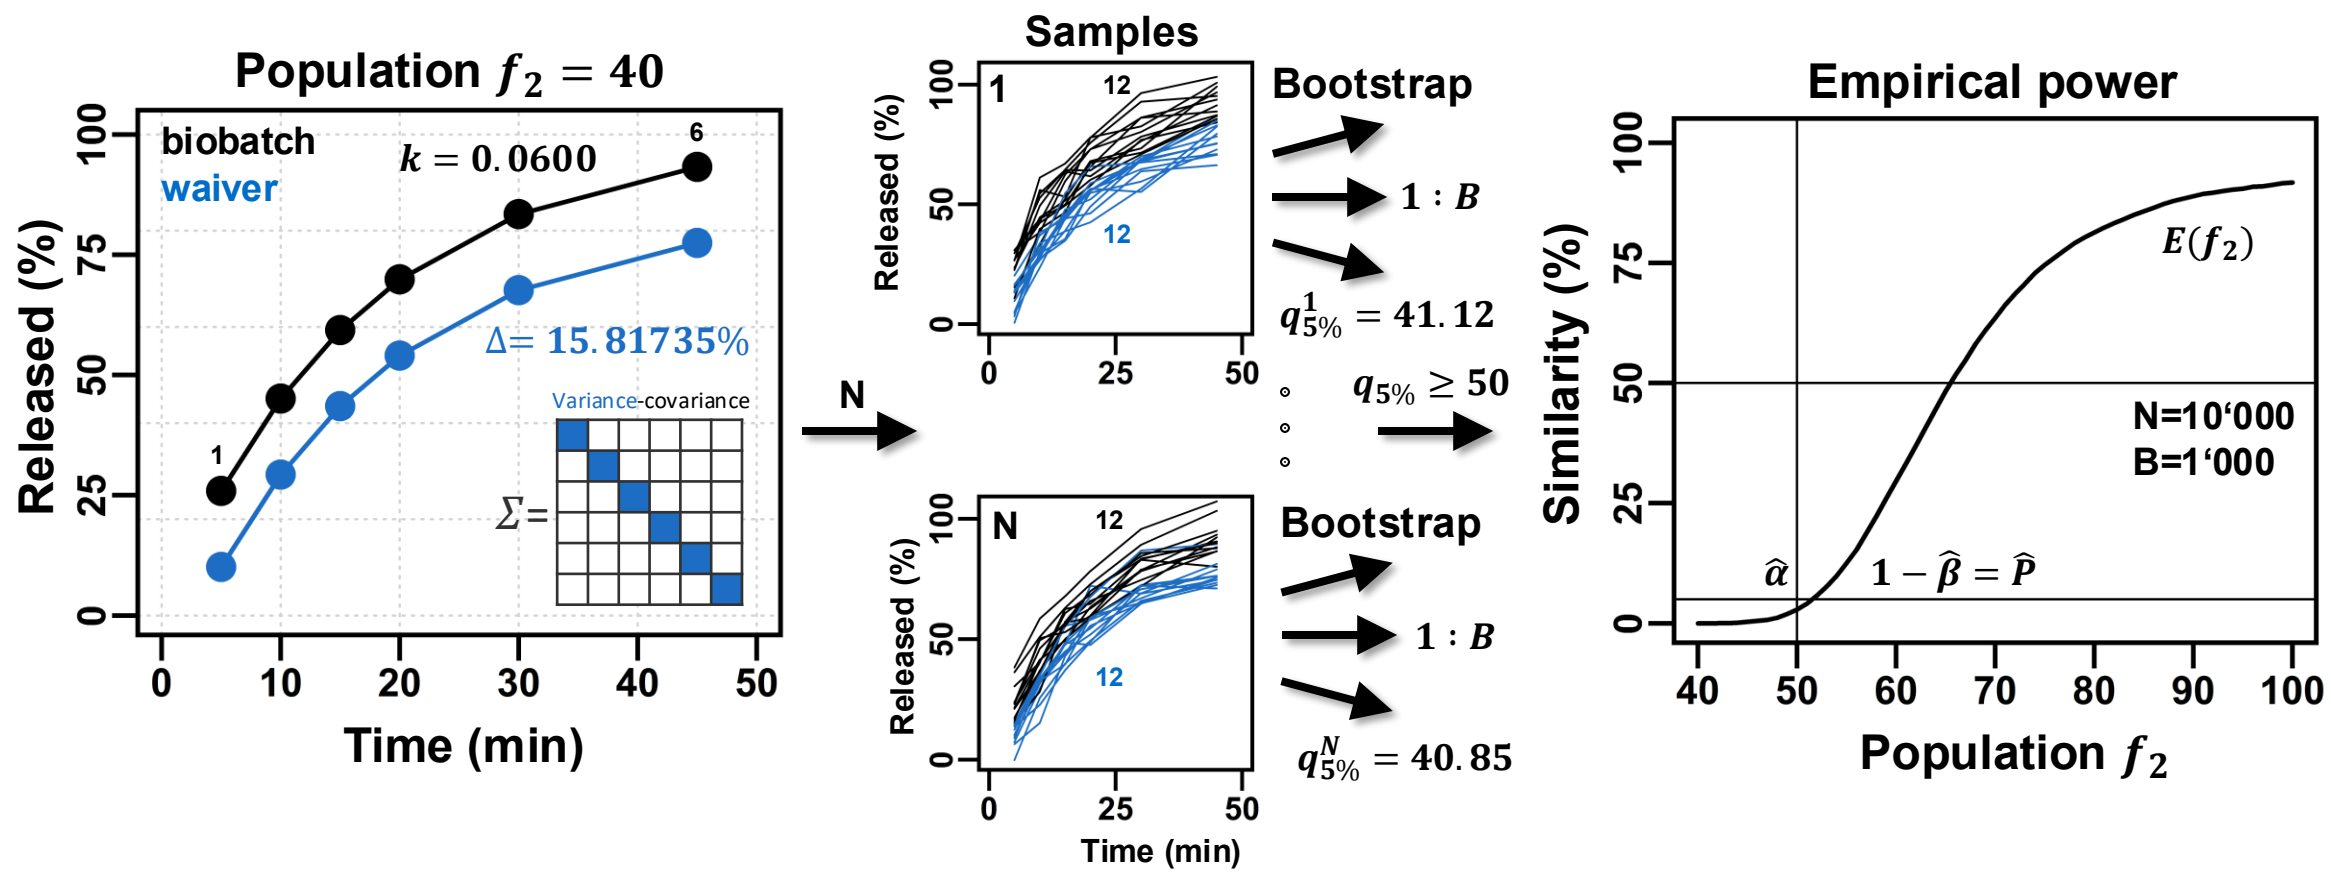 Population f₂ = 40
biobatch
waiver
k = 0.0600
1
6
Δ= 15.81735%
Variance-covariance
Σ=
Released (%)
0
25
50
75
100
0
10
20
30
40
50
Time (min)
N
Samples
1
12
12
Released (%)
0
50
100
0
25
50
Bootstrap
1 : B
q¹₅% = 41.12
q₅% ≥ 50
N
12
12
Released (%)
0
50
100
0
25
50
Time (min)
Bootstrap
1 : B
qᴺ₅% = 40.85
Empirical power
E(f₂)
N=10‘000
B=1‘000
α̂
1 − β̂ = P̂
Similarity (%)
0
25
50
75
100
40
50
60
70
80
90
100
Population f₂